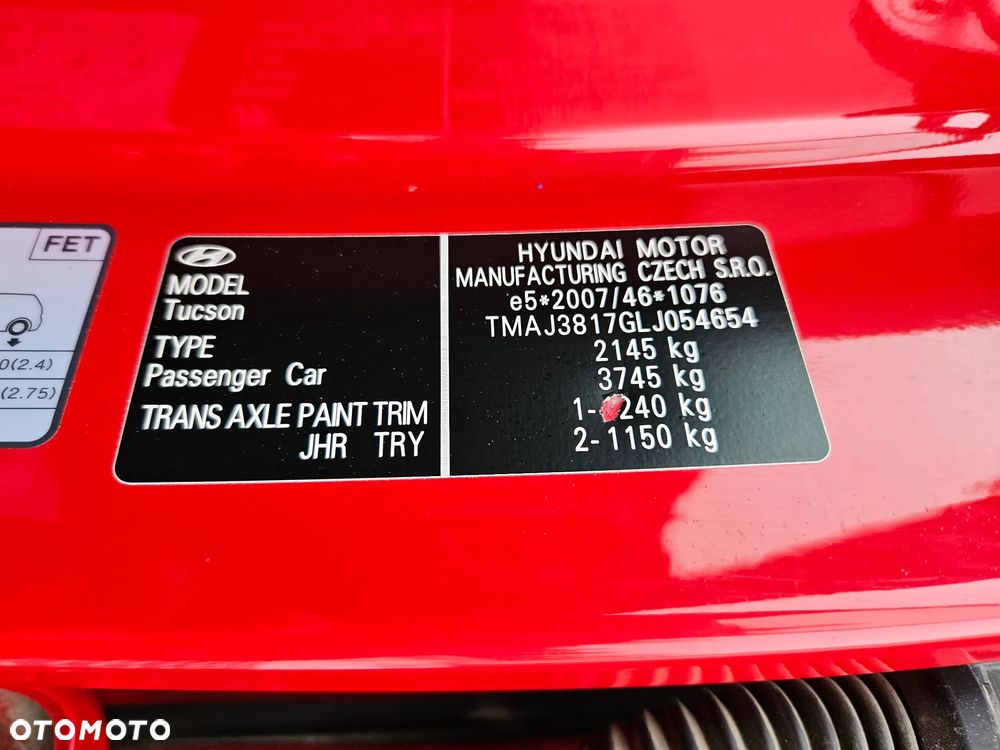 FET
0(2.4)
(2.75)
MODEL
Tucson
TYPE
Passenger Car
TRANS AXLE PAINT TRIM
JHR TRY
HYUNDAI MOTOR
MANUFACTURING CZECH S.R.O.
e5*2007/46*1076
TMAJ3817GLJ054654
2145 kg
3745 kg
1- 240 kg
2-1150 kg
OTOMOTO